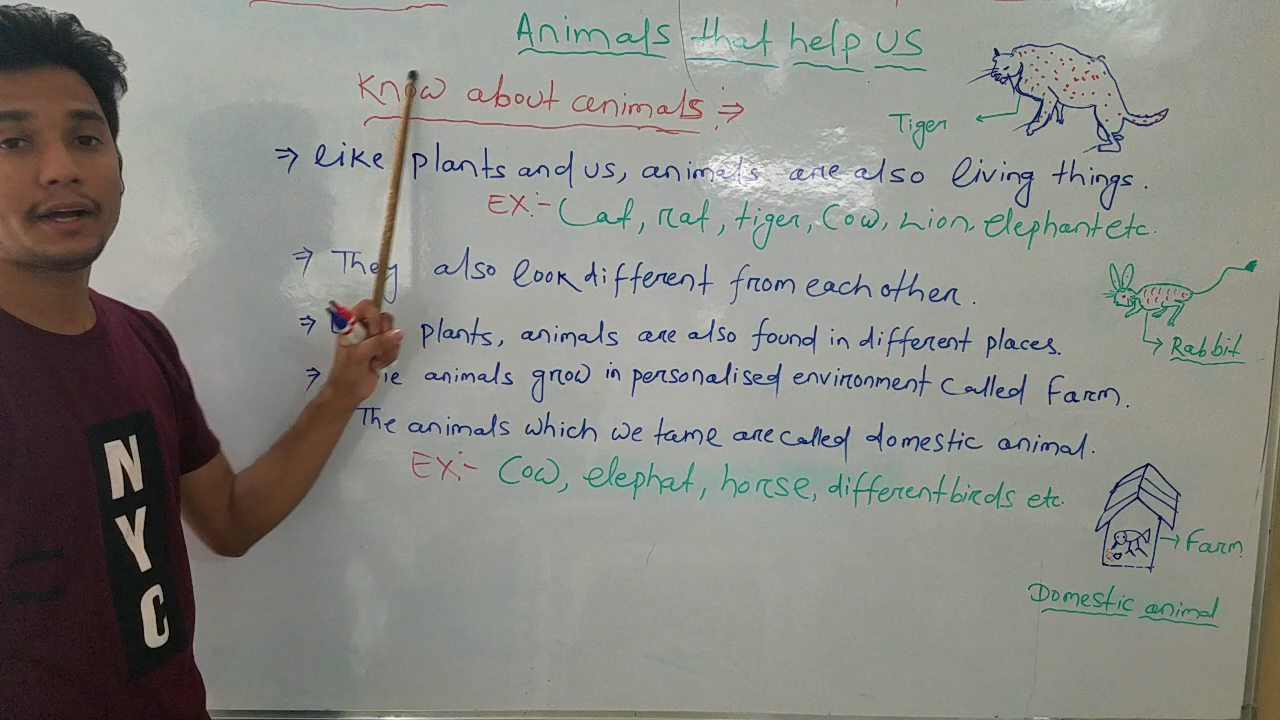 Animals that help us
Know about animals :⇒
Tiger
⇒ Like plants and us, animals are also living things.
EX:- Cat, rat, tiger, Cow, Lion, elephant etc.
⇒ They also look different from each other.
⇒ plants, animals are also found in different places.
Rabbit
⇒ animals grow in personalised environment called Farm.
The animals which we tame are called domestic animal.
EX:- Cow, elephat, horse, different birds etc.
Farm
Domestic animal
NYC